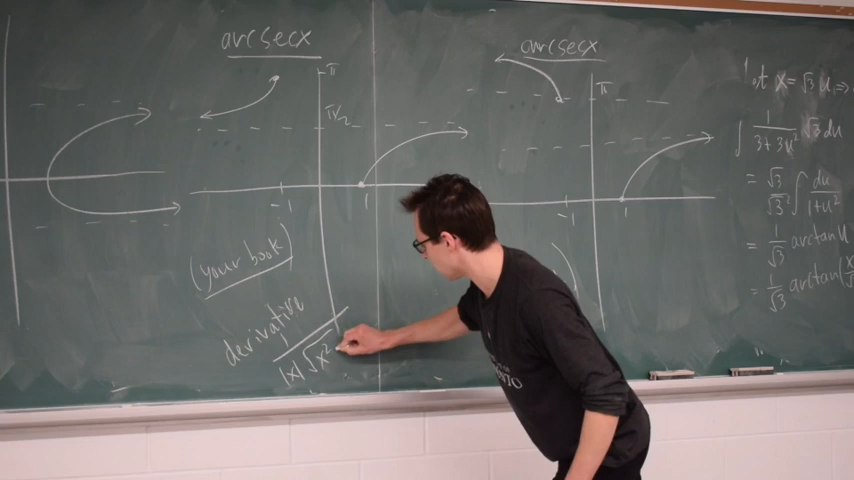 arcsecx
π
π/2
-1
1
(your book)
derivative
1
|x|√x²
arcsecx
π
-1
1
let x = √3 u ⇒
∫ 1/(3+3u²) √3 du
= √3/√3² ∫ du/(1+u²)
= 1/√3 arctan u
= 1/√3 arctan(x/√3